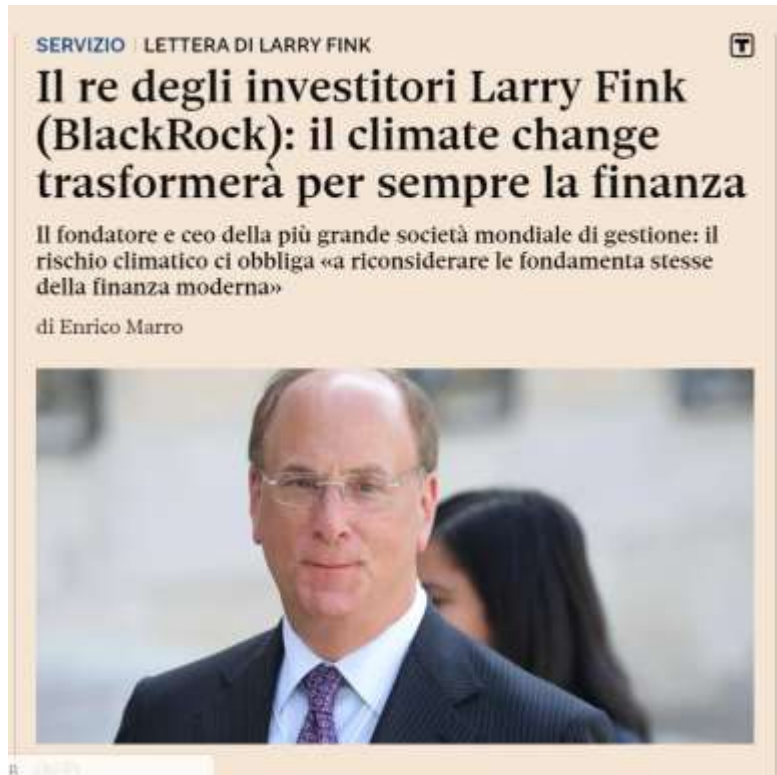 SERVIZIO | LETTERA DI LARRY FINK
T
Il re degli investitori Larry Fink
(BlackRock): il climate change
trasformerà per sempre la finanza
Il fondatore e ceo della più grande società mondiale di gestione: il
rischio climatico ci obbliga «a riconsiderare le fondamenta stesse
della finanza moderna»
di Enrico Marro